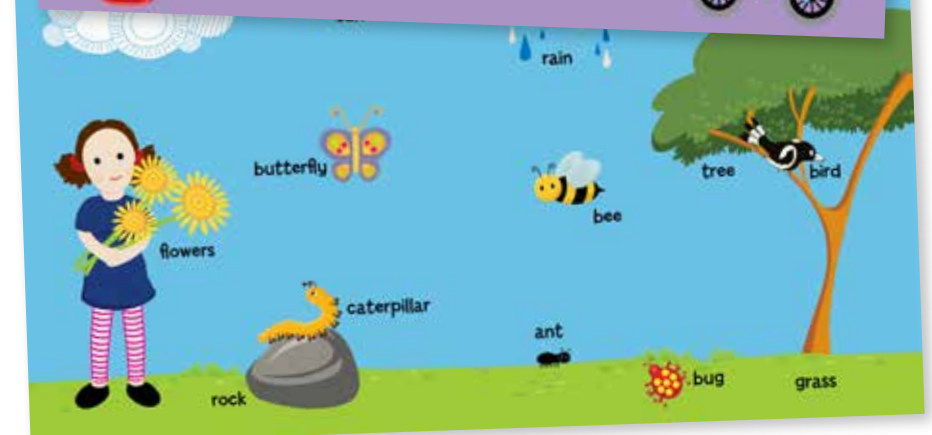 rain
butterfly
tree
bird
bee
flowers
caterpillar
ant
bug
grass
rock